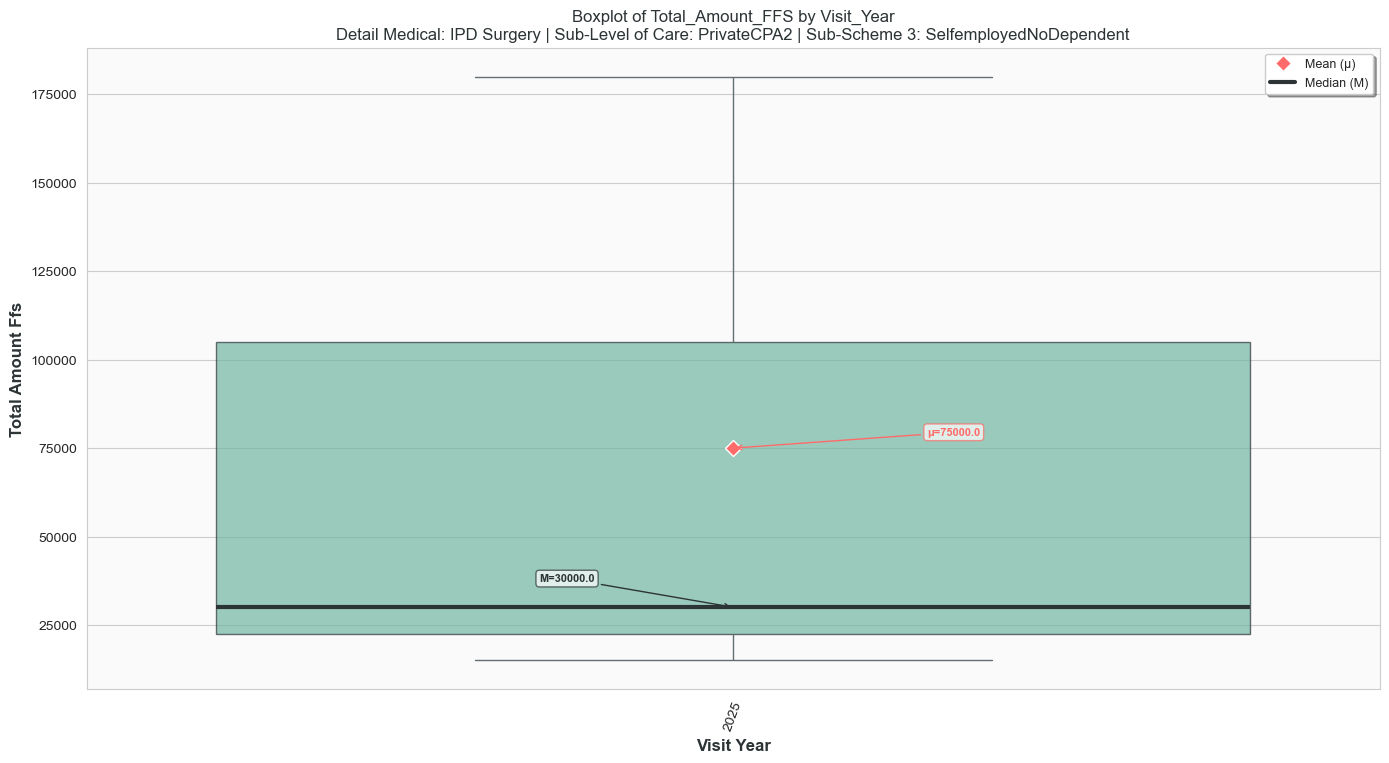 Boxplot of Total_Amount_FFS by Visit_Year
Detail Medical: IPD Surgery | Sub-Level of Care: PrivateCPA2 | Sub-Scheme 3: SelfemployedNoDependent
Mean (μ)
Median (M)
175000
150000
125000
100000
75000
50000
25000
Total Amount Ffs
μ=75000.0
M=30000.0
2025
Visit Year